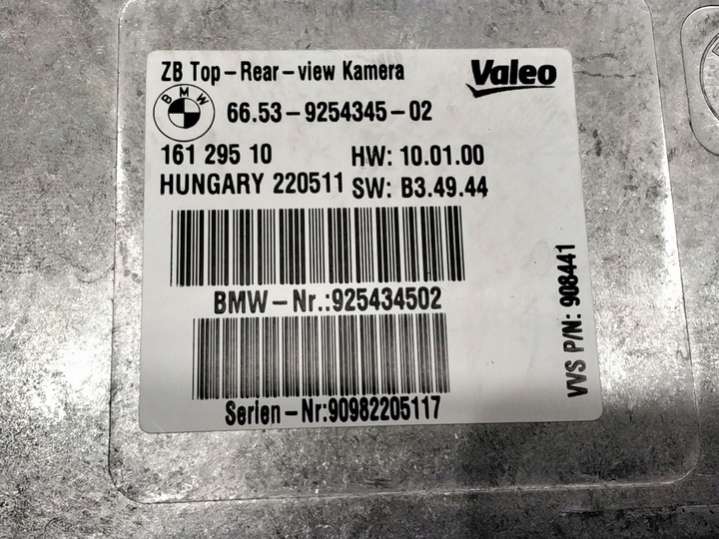 ZB Top-Rear-view Kamera
Valeo
BMW
66.53-9254345-02
161 295 10
HW: 10.01.00
HUNGARY 220511
SW: B3.49.44
BMW-Nr.:925434502
Serien-Nr:90982205117
VVS P/N: 908441